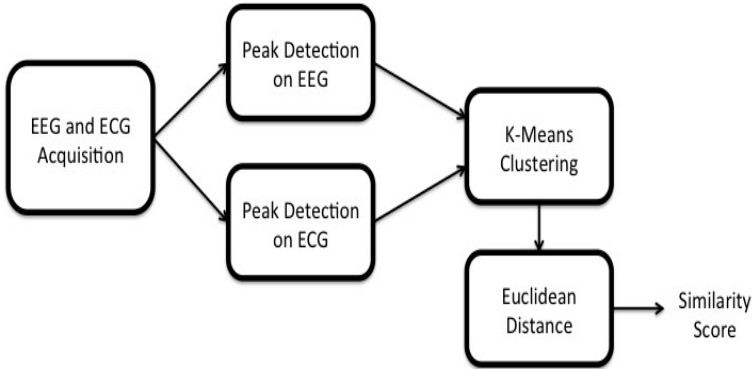 EEG and ECG
Acquisition
Peak Detection
on EEG
Peak Detection
on ECG
K-Means
Clustering
Euclidean
Distance
Similarity
Score